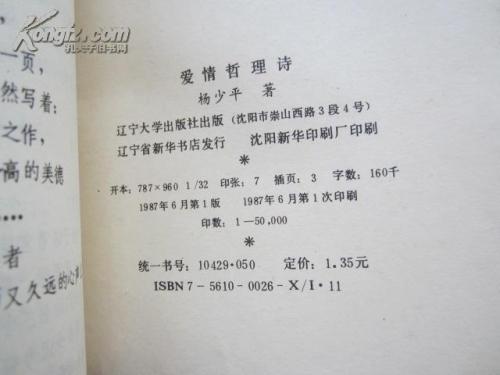 Kongfz.com
孔夫子旧书网
一页,
然写着:
之作,
高的美德
者
又久远的心
爱情哲理诗
杨少平 著
辽宁大学出版社出版 (沈阳市崇山西路3段4号)
辽宁省新华书店发行 沈阳新华印刷厂印刷
*
开本: 787×960 1/32 印张: 7 插页: 3 字数: 160千
1987年6月第1版 1987年6月第1次印刷
印数: 1—50,000
*
统一书号: 10429·050 定价: 1.35元
ISBN 7-5610-0026-X/I·11